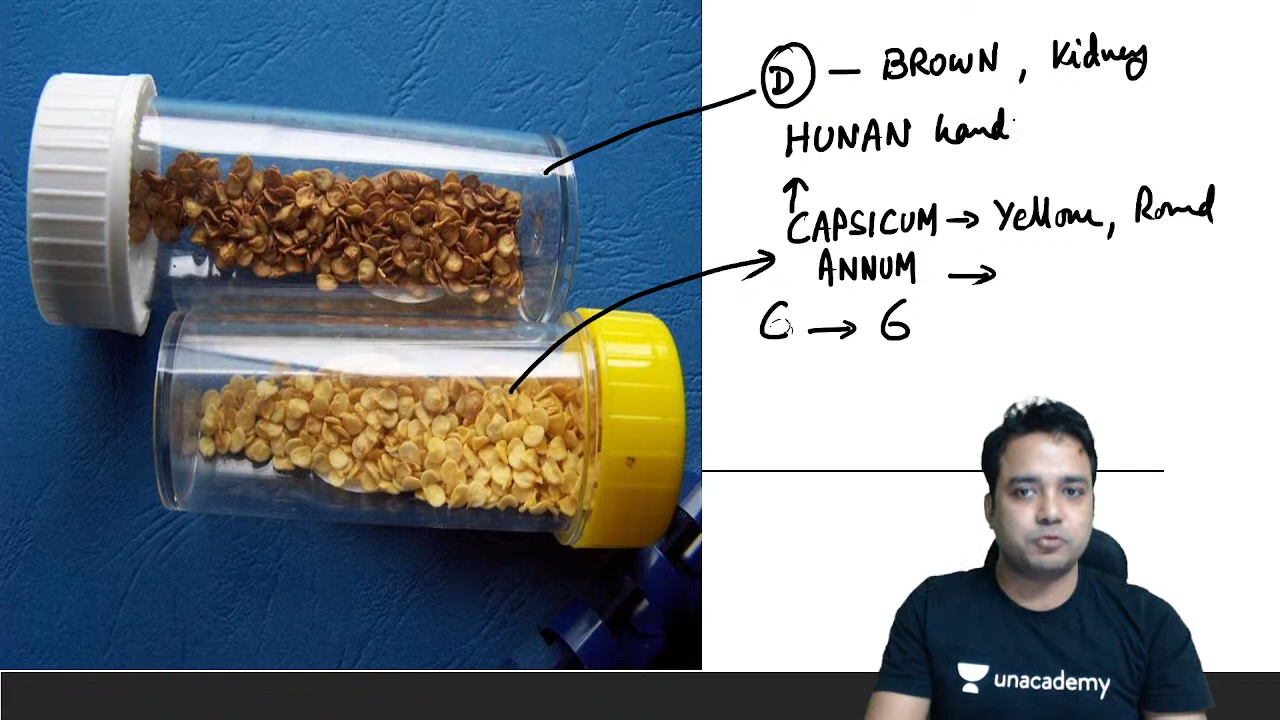 D — BROWN, Kidney
HUNAN hand
↑
CAPSICUM → Yellow, Round
ANNUM →
G → 6
unacademy